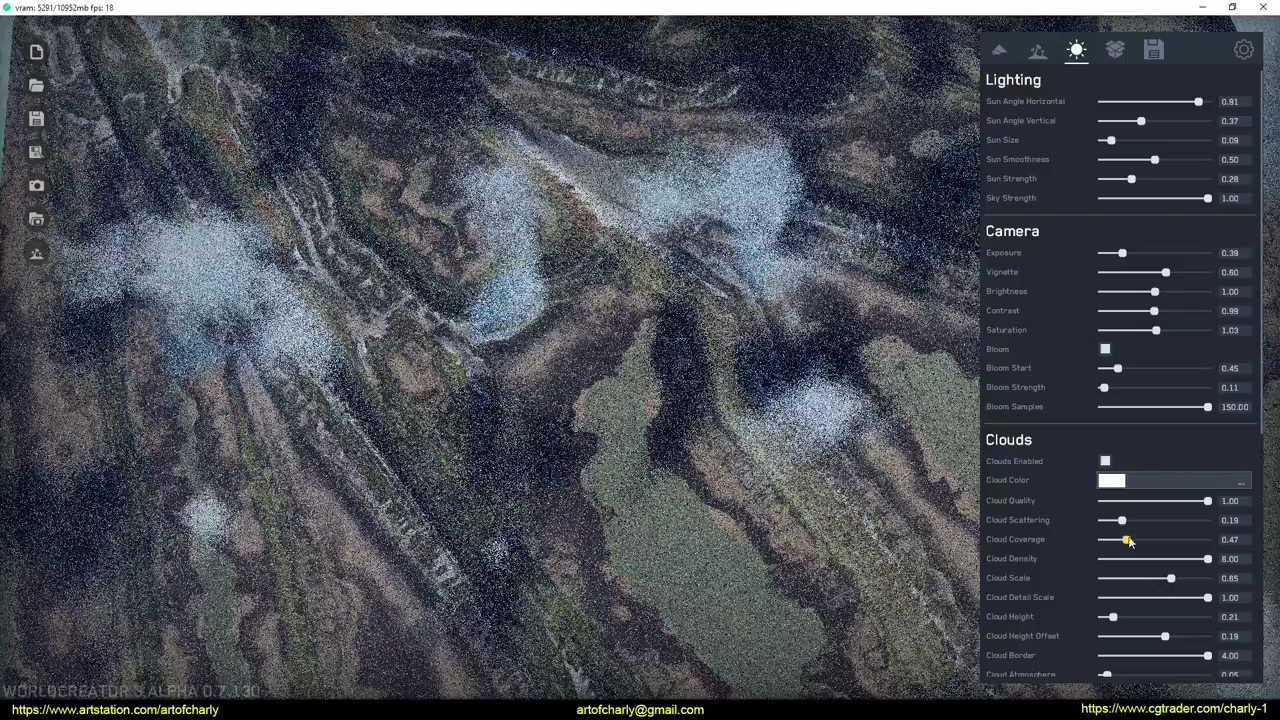 vram: 5291/10952mb fps: 18
Lighting
Sun Angle Horizontal 0.91
Sun Angle Vertical 0.37
Sun Size 0.09
Sun Smoothness 0.50
Sun Strength 0.28
Sky Strength 1.00
Camera
Exposure 0.39
Vignette 0.60
Brightness 1.00
Contrast 0.99
Saturation 1.03
Bloom
Bloom Start 0.45
Bloom Strength 0.11
Bloom Samples 150.00
Clouds
Clouds Enabled
Cloud Color ...
Cloud Quality 1.00
Cloud Scattering 0.19
Cloud Coverage 0.47
Cloud Density 6.00
Cloud Scale 0.65
Cloud Detail Scale 1.00
Cloud Height 0.21
Cloud Height Offset 0.19
Cloud Border 4.00
Cloud Atmosphere 0.05
WORLDCREATOR 3 ALPHA 0.7.130
https://www.artstation.com/artofcharly artofcharly@gmail.com https://www.cgtrader.com/charly-1